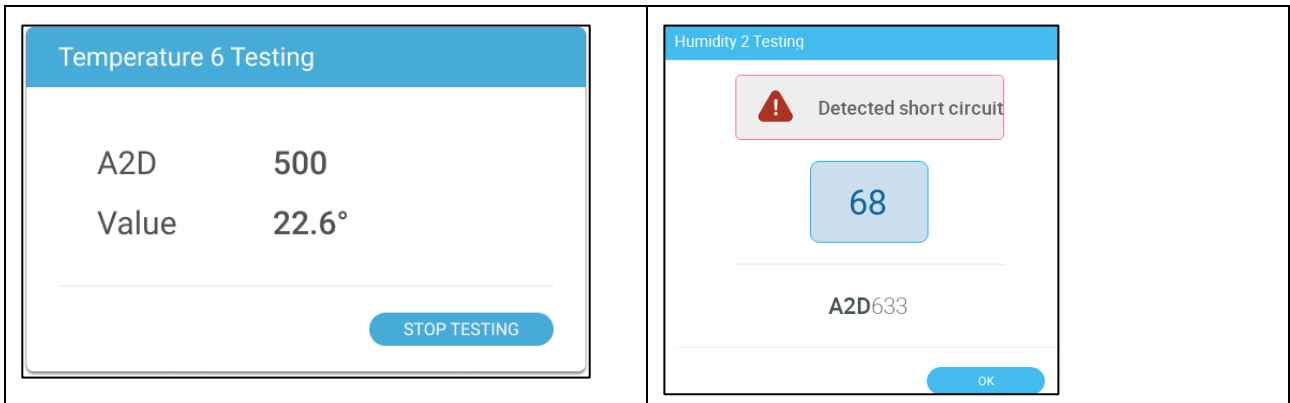 Temperature 6 Testing
A2D 500
Value 22.6°
STOP TESTING
Humidity 2 Testing
Detected short circuit
68
A2D633
OK